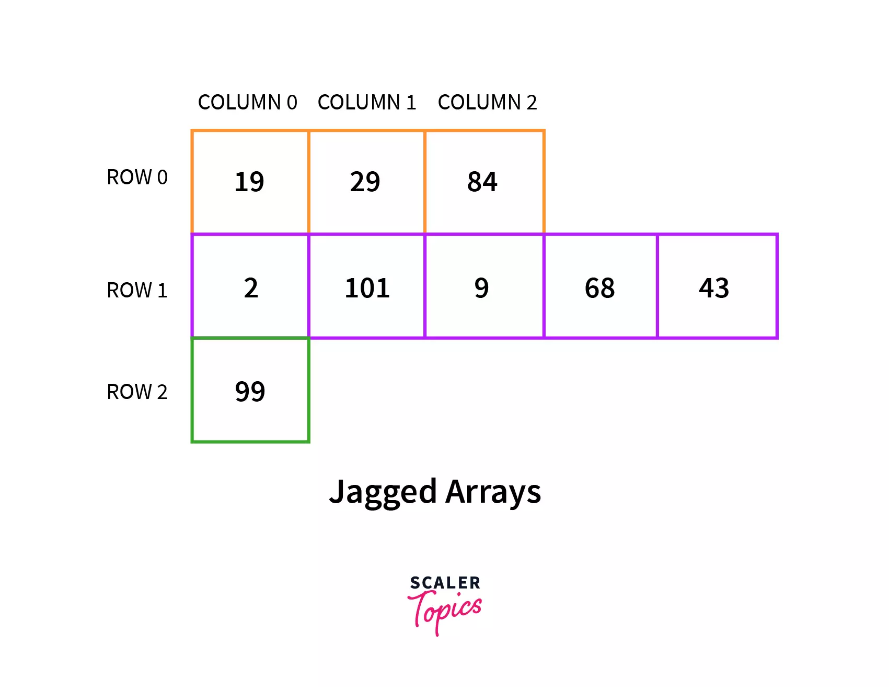 COLUMN 0 COLUMN 1 COLUMN 2
ROW 0 19 29 84
ROW 1 2 101 9 68 43
ROW 2 99
Jagged Arrays
SCALER
Topics